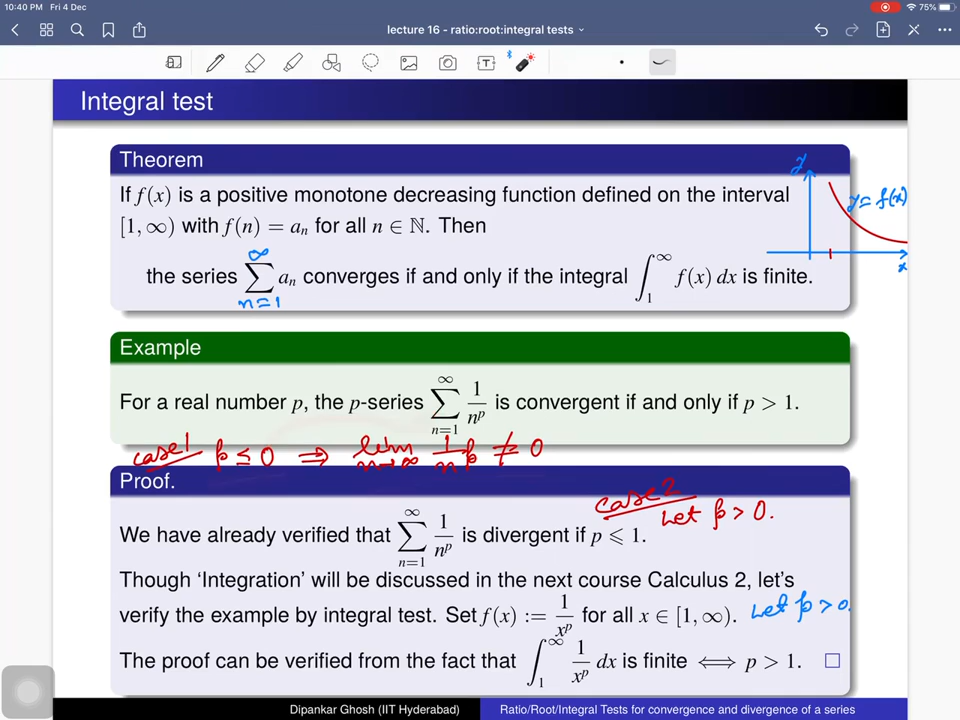 10:40 PM Fri 4 Dec
75%
lecture 16 - ratio:root:integral tests
Integral test
Theorem
If f(x) is a positive monotone decreasing function defined on the interval
[1, ∞) with f(n) = aₙ for all n ∈ ℕ. Then
the series ∑ₙ₌₁^∞ aₙ converges if and only if the integral ∫₁^∞ f(x) dx is finite.
y
y = f(x)
x
Example
For a real number p, the p-series ∑ₙ₌₁^∞ 1/nᵖ is convergent if and only if p > 1.
case 1 p ≤ 0 ⇒ lim n→∞ 1/nᵖ ≠ 0
Proof.
case 2
Let p > 0.
We have already verified that ∑ₙ₌₁^∞ 1/nᵖ is divergent if p ⩽ 1.
Though ‘Integration’ will be discussed in the next course Calculus 2, let’s
verify the example by integral test. Set f(x) := 1/xᵖ for all x ∈ [1, ∞). Let p > 0.
The proof can be verified from the fact that ∫₁^∞ 1/xᵖ dx is finite ⟺ p > 1. □
Dipankar Ghosh (IIT Hyderabad) Ratio/Root/Integral Tests for convergence and divergence of a series